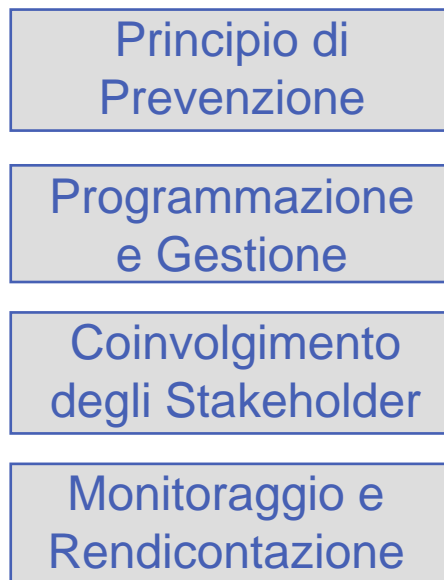 Principio di
Prevenzione
Programmazione
e Gestione
Coinvolgimento
degli Stakeholder
Monitoraggio e
Rendicontazione